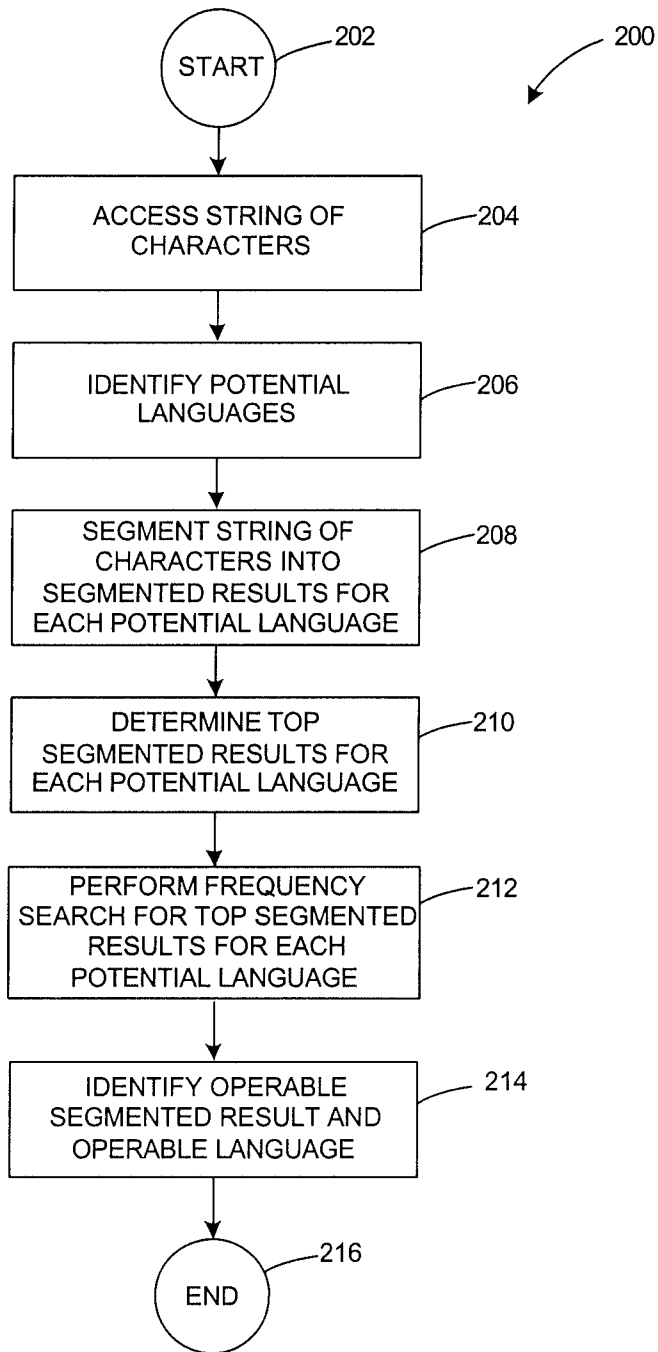 202
START
200
ACCESS STRING OF
CHARACTERS
204
IDENTIFY POTENTIAL
LANGUAGES
206
SEGMENT STRING OF
CHARACTERS INTO
SEGMENTED RESULTS FOR
EACH POTENTIAL LANGUAGE
208
DETERMINE TOP
SEGMENTED RESULTS FOR
EACH POTENTIAL LANGUAGE
210
PERFORM FREQUENCY
SEARCH FOR TOP SEGMENTED
RESULTS FOR EACH
POTENTIAL LANGUAGE
212
IDENTIFY OPERABLE
SEGMENTED RESULT AND
OPERABLE LANGUAGE
214
216
END